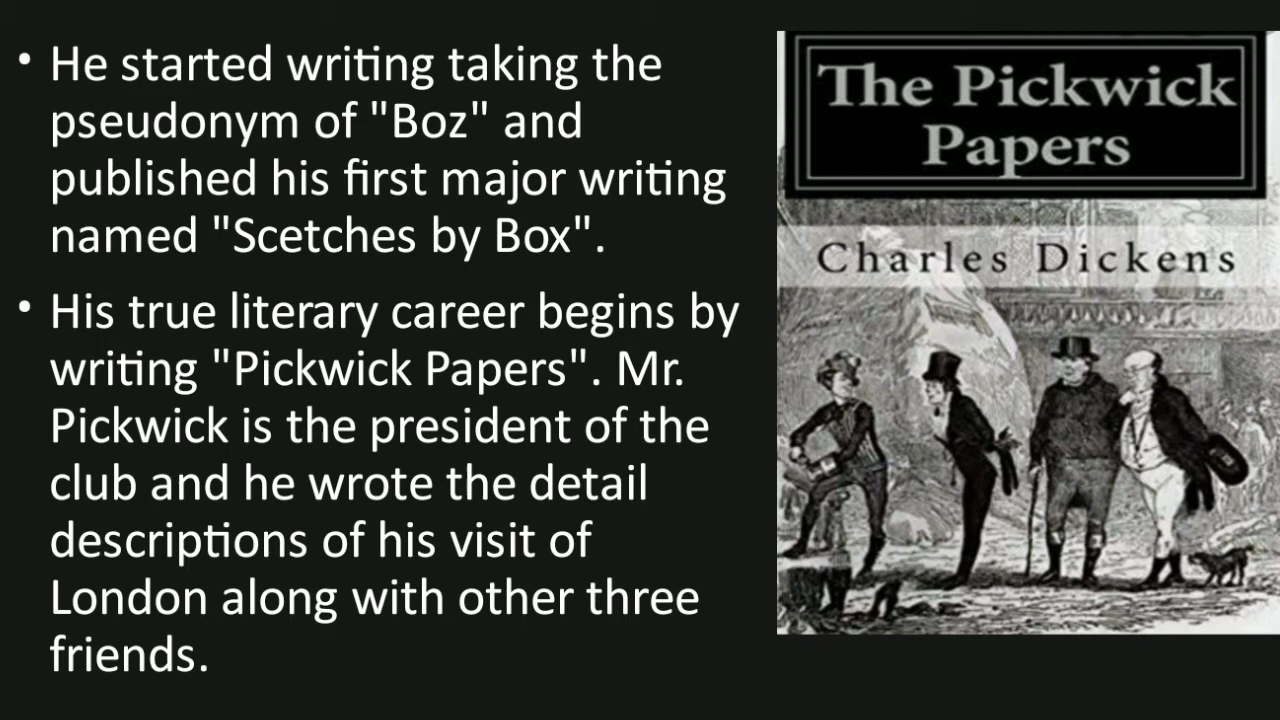 • He started writing taking the
pseudonym of "Boz" and
published his first major writing
named "Scetches by Box".
• His true literary career begins by
writing "Pickwick Papers". Mr.
Pickwick is the president of the
club and he wrote the detail
descriptions of his visit of
London along with other three
friends.
The Pickwick
Papers
Charles Dickens